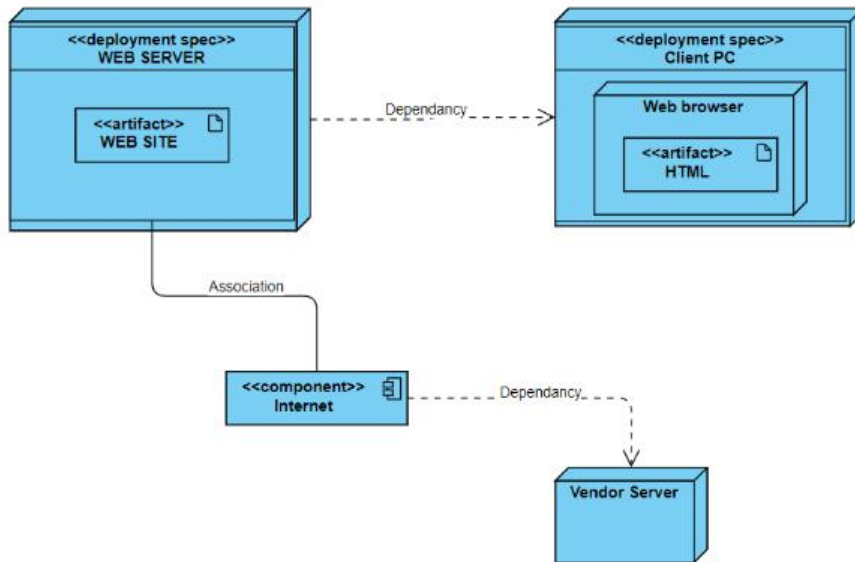 <<deployment spec>>
WEB SERVER
<<artifact>>
WEB SITE
Dependancy
<<deployment spec>>
Client PC
Web browser
<<artifact>>
HTML
Association
<<component>>
Internet
Dependancy
Vendor Server